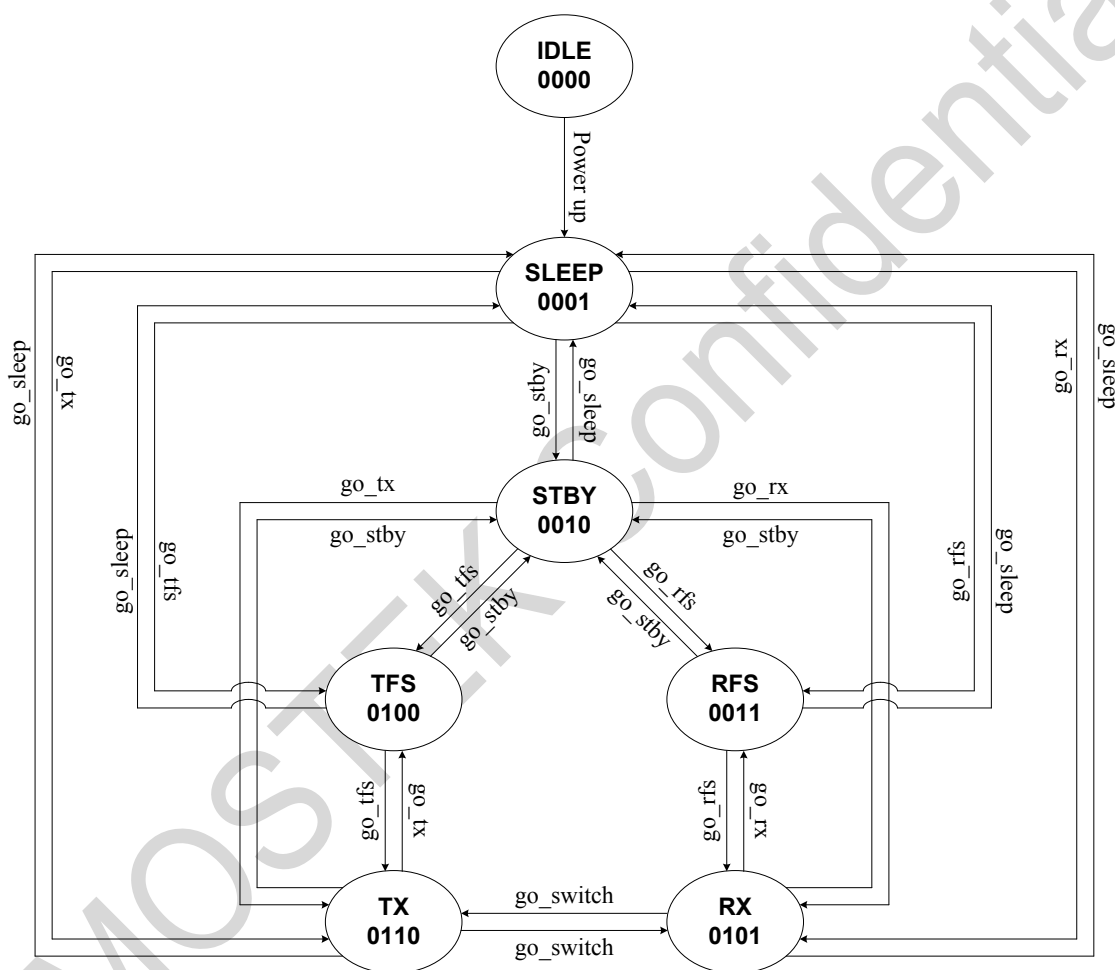 IDLE
0000
Power up
SLEEP
0001
go_sleep
go_tx
go_sleep
go_tfs
go_stby
go_sleep
go_rx
go_sleep
go_rfs
go_sleep
STBY
0010
go_tx
go_stby
go_rx
go_stby
go_tfs
go_stby
go_rfs
go_stby
TFS
0100
RFS
0011
go_tfs
go_tx
go_rfs
go_rx
TX
0110
go_switch
go_switch
RX
0101
MOSTEK Confidential